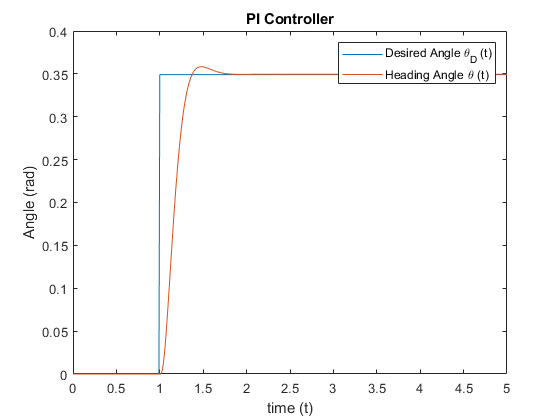 PI Controller
Desired Angle θ_D (t)
Heading Angle θ (t)
Angle (rad)
0.4
0.35
0.3
0.25
0.2
0.15
0.1
0.05
0
0 0.5 1 1.5 2 2.5 3 3.5 4 4.5 5
time (t)